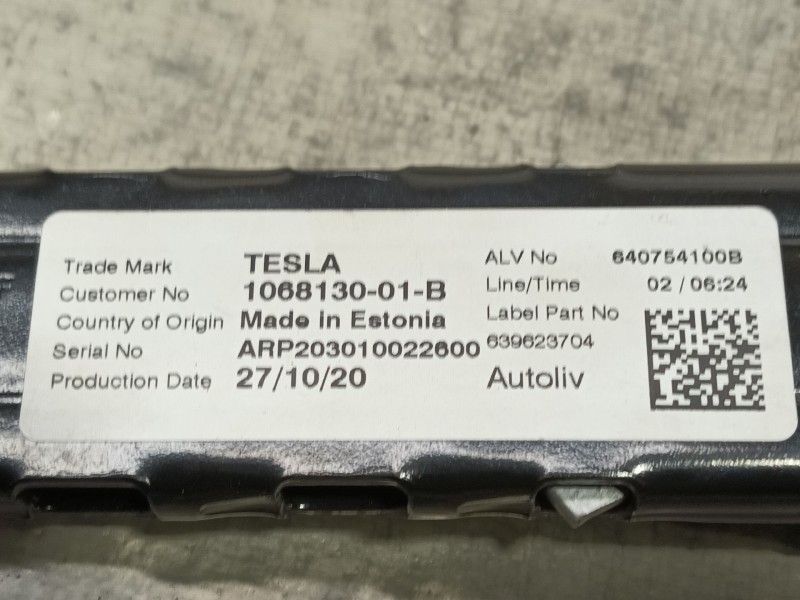 Trade Mark TESLA
Customer No 1068130-01-B
Country of Origin Made in Estonia
Serial No ARP203010022600
Production Date 27/10/20
ALV No 640754100B
Line/Time 02 / 06:24
Label Part No
639623704
Autoliv